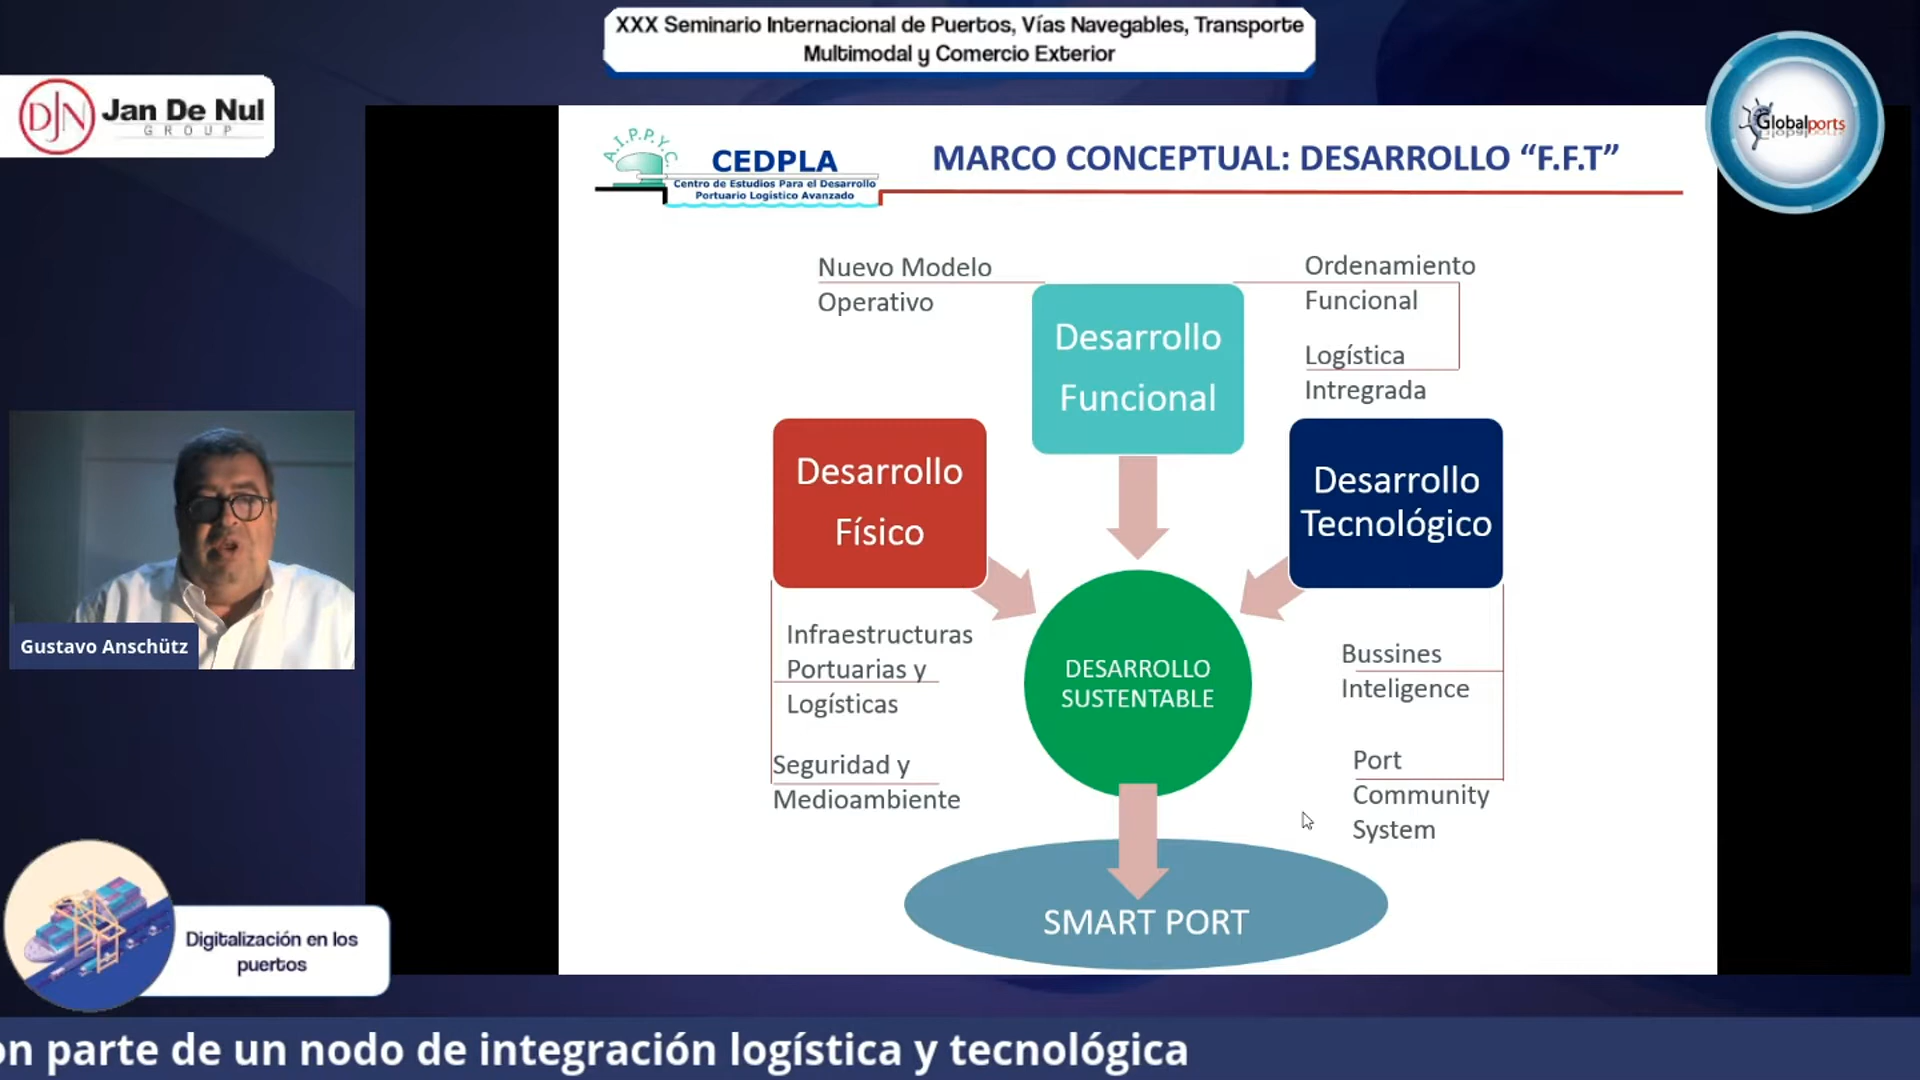 XXX Seminario Internacional de Puertos, Vías Navegables, Transporte
Multimodal y Comercio Exterior
DJN
Jan De Nul
GROUP
Globalports
A.I.P.P.Y.C.
CEDPLA
Centro de Estudios Para el Desarrollo
Portuario Logístico Avanzado
MARCO CONCEPTUAL: DESARROLLO “F.F.T”
Nuevo Modelo
Operativo
Ordenamiento
Funcional
Logística
Intregrada
Desarrollo
Funcional
Desarrollo
Físico
Desarrollo
Tecnológico
Infraestructuras
Portuarias y
Logísticas
Seguridad y
Medioambiente
DESARROLLO
SUSTENTABLE
Bussines
Inteligence
Port
Community
System
SMART PORT
Gustavo Anschütz
Digitalización en los
puertos
on parte de un nodo de integración logística y tecnológica